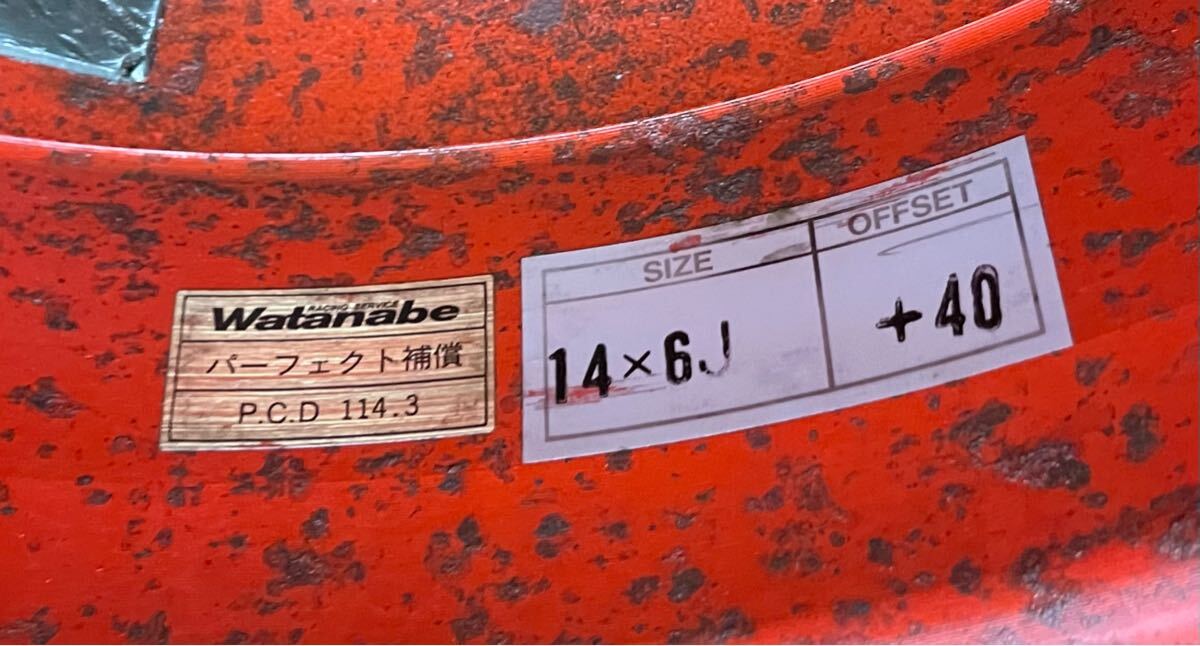 RACING SERVICE
Watanabe
パーフェクト補償
P.C.D 114.3
SIZE
OFFSET
14×6J
+40